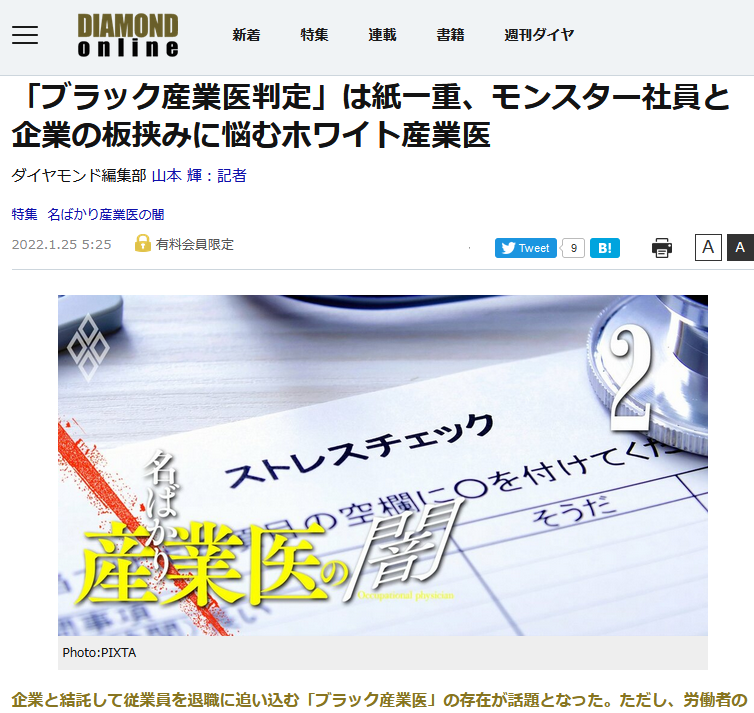 DIAMOND
online
新着 特集 連載 書籍 週刊ダイヤ
「ブラック産業医判定」は紙一重、モンスター社員と
企業の板挟みに悩むホワイト産業医
ダイヤモンド編集部 山本 輝：記者
特集 名ばかり産業医の闇
2022.1.25 5:25 有料会員限定
Tweet 9 B! A A
2
ストレスチェック
の空欄に〇を付けてくだ
そうだ
名ばかり
産業医の闇
Occupational physician
事項
Photo:PIXTA
企業と結託して従業員を退職に追い込む「ブラック産業医」の存在が話題となった。ただし、労働者の